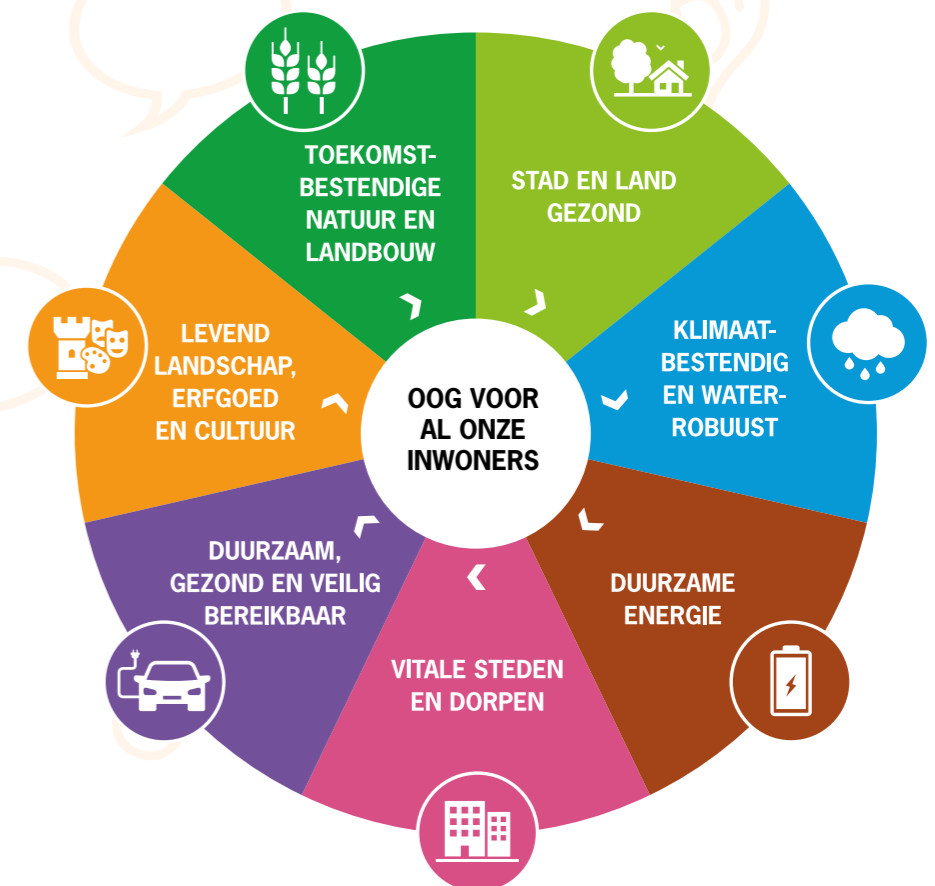 TOEKOMST-
BESTENDIGE
NATUUR EN
LANDBOUW
STAD EN LAND
GEZOND
KLIMAAT-
BESTENDIG
EN WATER-
ROBUUST
DUURZAME
ENERGIE
VITALE STEDEN
EN DORPEN
DUURZAAM,
GEZOND EN VEILIG
BEREIKBAAR
LEVEND
LANDSCHAP,
ERFGOED
EN CULTUUR
OOG VOOR
AL ONZE
INWONERS